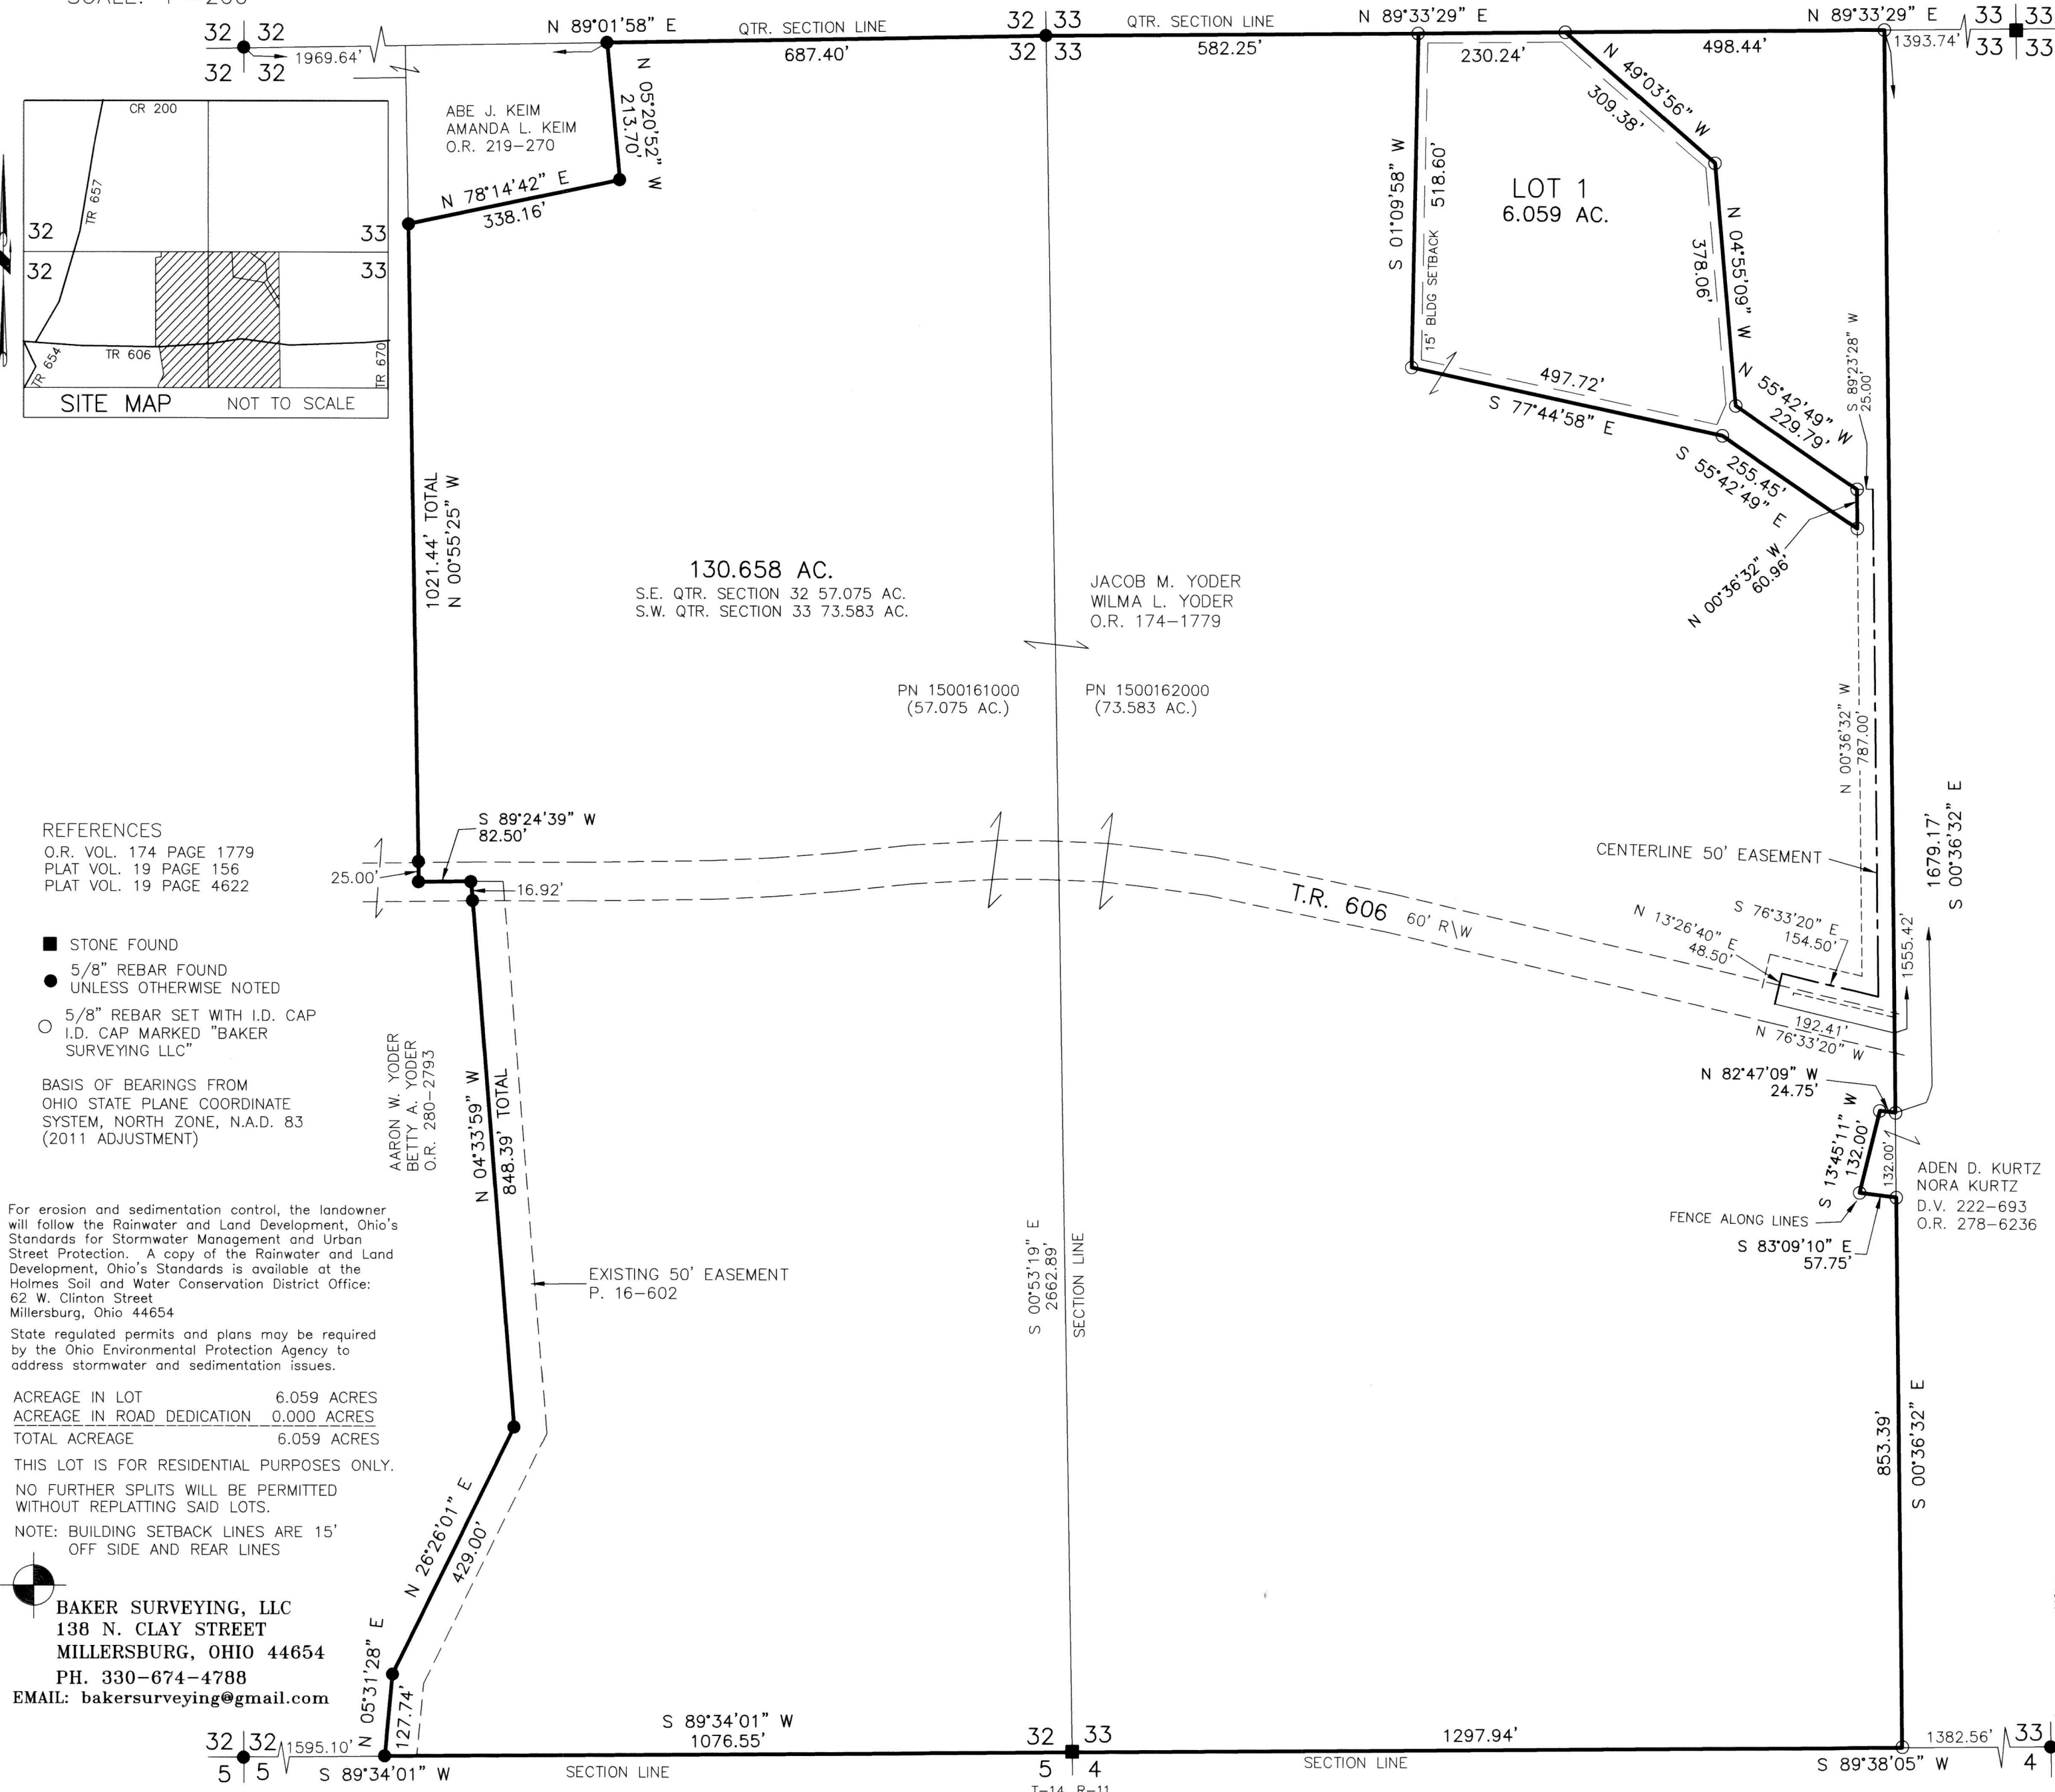 N 89°01'58" E
QTR. SECTION LINE
687.40'
32 33
32 33
QTR. SECTION LINE
582.25'
N 89°33'29" E
230.24'
498.44'
N 89°33'29" E
1393.74'
33 33
33 33
32 32
32 32
1969.64'
CR 200
TR 657
32 33
32 33
TR 654
TR 606
TR 670
SITE MAP NOT TO SCALE
ABE J. KEIM
AMANDA L. KEIM
O.R. 219-270
N 05°20'52" W
213.70'
N 78°14'42" E
338.16'
S 01°09'58" W
518.60'
15' BLDG SETBACK
N 49°03'56" W
309.38'
LOT 1
6.059 AC.
N 04°55'09" W
378.06'
497.72'
S 77°44'58" E
N 55°42'49" W
229.79'
S 89°23'28" W
25.00'
255.45'
S 55°42'49" E
N 00°36'32" W
60.96'
1021.44' TOTAL
N 00°55'25" W
130.658 AC.
S.E. QTR. SECTION 32 57.075 AC.
S.W. QTR. SECTION 33 73.583 AC.
JACOB M. YODER
WILMA L. YODER
O.R. 174-1779
PN 1500161000
(57.075 AC.)
PN 1500162000
(73.583 AC.)
N 00°36'32" W
787.00'
1679.17'
S 00°36'32" E
CENTERLINE 50' EASEMENT
S 89°24'39" W
82.50'
25.00'
16.92'
T.R. 606 60' R\W
N 13°26'40" E
48.50'
S 76°33'20" E
154.50'
1555.42'
192.41'
N 76°33'20" W
N 82°47'09" W
24.75'
S 13°45'11" W
132.00'
132.00'
ADEN D. KURTZ
NORA KURTZ
D.V. 222-693
O.R. 278-6236
FENCE ALONG LINES
S 83°09'10" E
57.75'
REFERENCES
O.R. VOL. 174 PAGE 1779
PLAT VOL. 19 PAGE 156
PLAT VOL. 19 PAGE 4622
STONE FOUND
5/8" REBAR FOUND
UNLESS OTHERWISE NOTED
5/8" REBAR SET WITH I.D. CAP
I.D. CAP MARKED "BAKER
SURVEYING LLC"
BASIS OF BEARINGS FROM
OHIO STATE PLANE COORDINATE
SYSTEM, NORTH ZONE, N.A.D. 83
(2011 ADJUSTMENT)
AARON W. YODER
BETTY A. YODER
O.R. 280-2793
N 04°33'59" W
848.39' TOTAL
EXISTING 50' EASEMENT
P. 16-602
S 00°53'19" E
2662.89'
SECTION LINE
853.39'
S 00°36'32" E
For erosion and sedimentation control, the landowner
will follow the Rainwater and Land Development, Ohio's
Standards for Stormwater Management and Urban
Street Protection. A copy of the Rainwater and Land
Development, Ohio's Standards is available at the
Holmes Soil and Water Conservation District Office:
62 W. Clinton Street
Millersburg, Ohio 44654
State regulated permits and plans may be required
by the Ohio Environmental Protection Agency to
address stormwater and sedimentation issues.
ACREAGE IN LOT 6.059 ACRES
ACREAGE IN ROAD DEDICATION 0.000 ACRES
TOTAL ACREAGE 6.059 ACRES
THIS LOT IS FOR RESIDENTIAL PURPOSES ONLY.
NO FURTHER SPLITS WILL BE PERMITTED
WITHOUT REPLATTING SAID LOTS.
NOTE: BUILDING SETBACK LINES ARE 15'
OFF SIDE AND REAR LINES
BAKER SURVEYING, LLC
138 N. CLAY STREET
MILLERSBURG, OHIO 44654
PH. 330-674-4788
EMAIL: bakersurveying@gmail.com
N 26°26'01" E
429.00'
N 05°31'28" E
127.74'
32 32
5 5
1595.10'
S 89°34'01" W
SECTION LINE
S 89°34'01" W
1076.55'
32 33
5 4
1297.94'
SECTION LINE
1382.56'
S 89°38'05" W
33
4